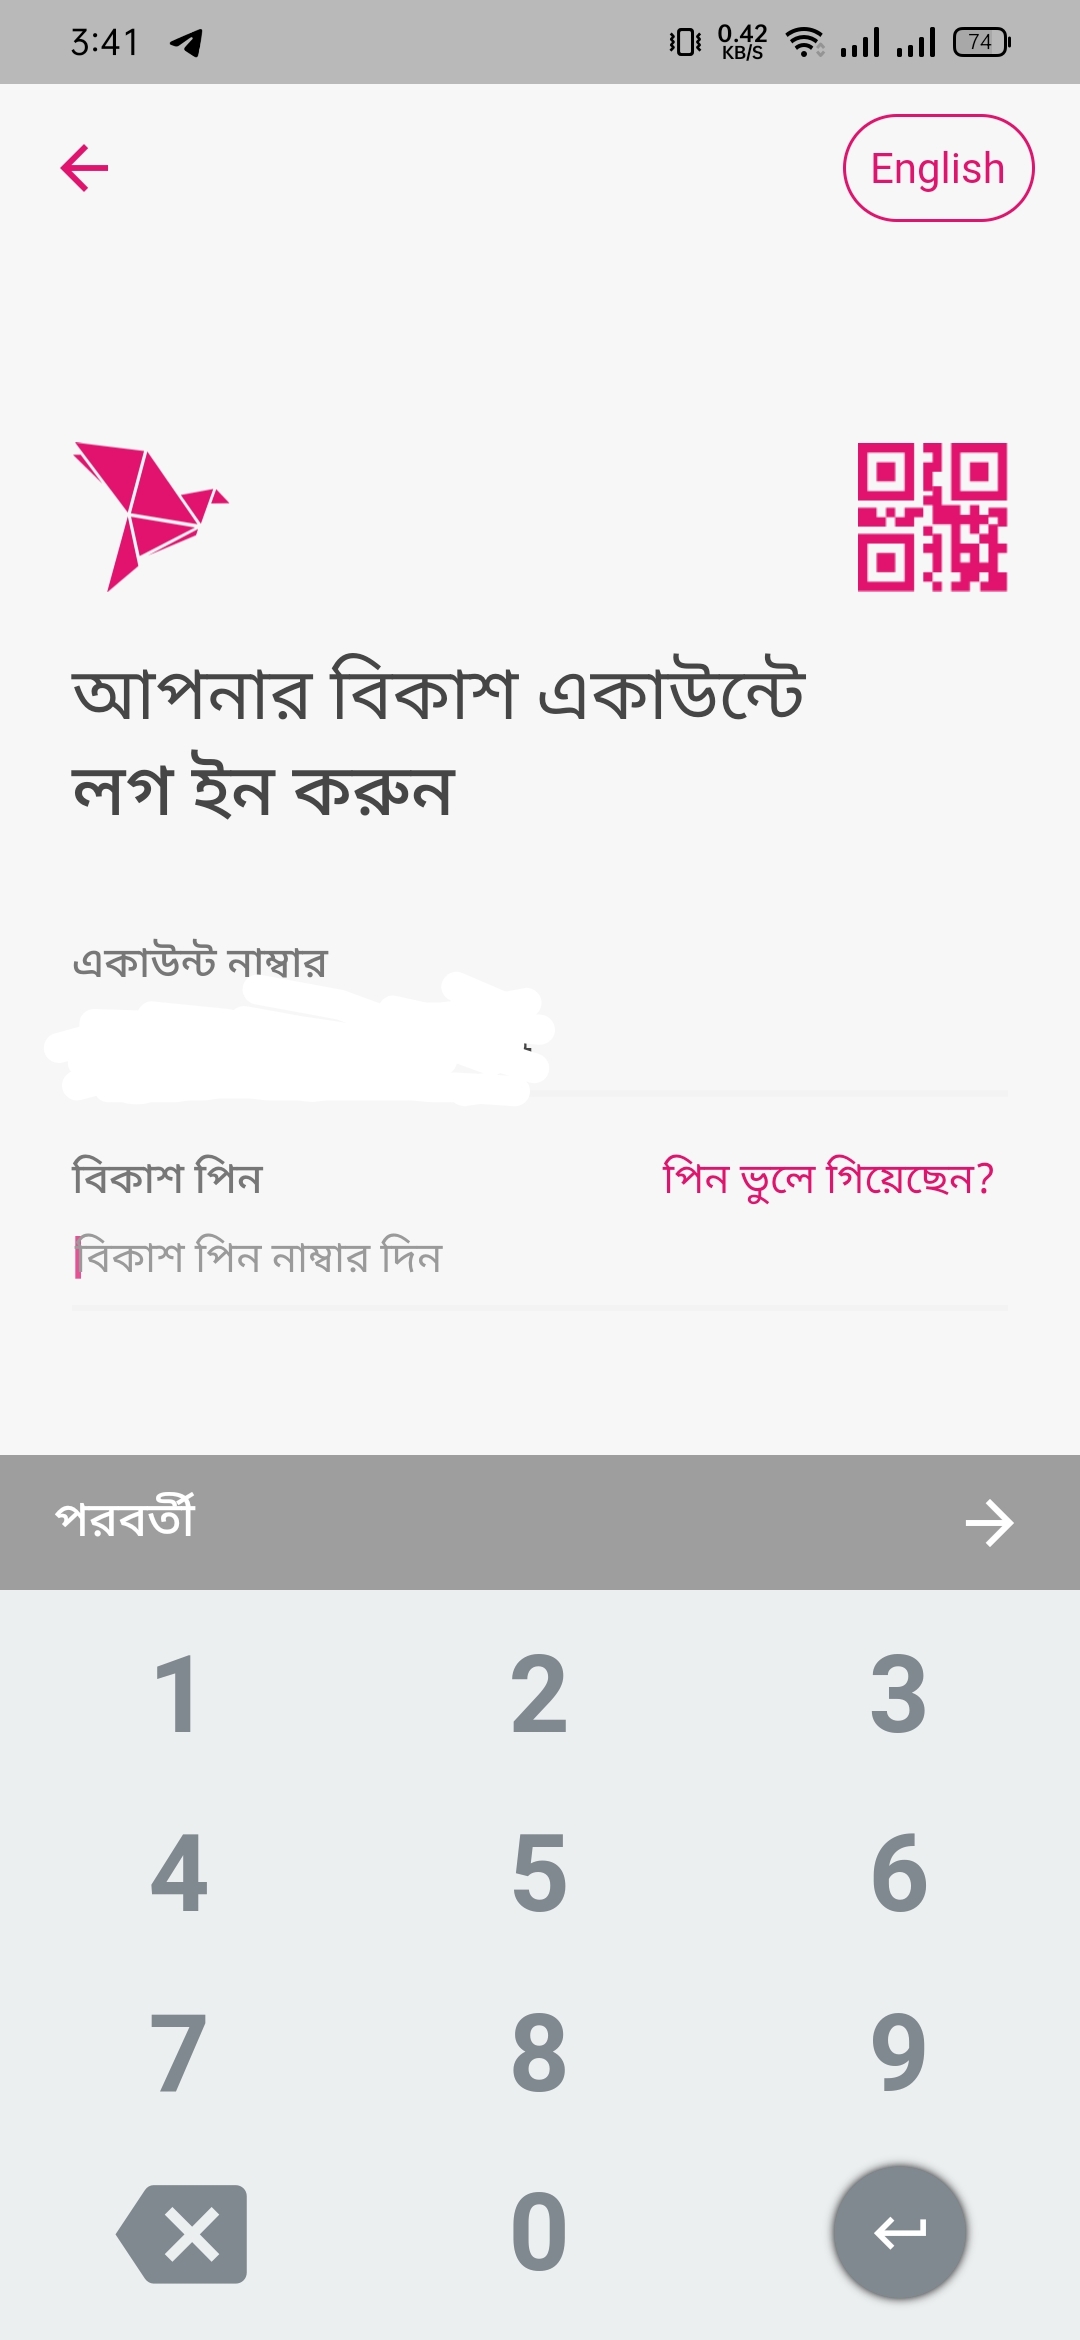 3:41
0.42
KB/S
74
English
আপনার বিকাশ একাউন্টে
লগ ইন করুন
একাউন্ট নাম্বার
বিকাশ পিন
পিন ভুলে গিয়েছেন?
বিকাশ পিন নাম্বার দিন
পরবর্তী
1 2 3
4 5 6
7 8 9
0